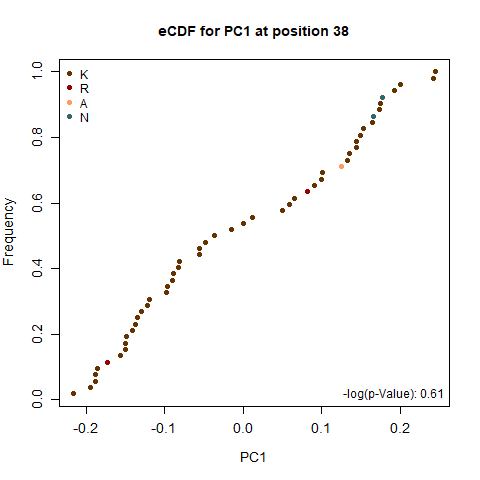 eCDF for PC1 at position 38
K
R
A
N
Frequency
0.0 0.2 0.4 0.6 0.8 1.0
-log(p-Value): 0.61
-0.2 -0.1 0.0 0.1 0.2
PC1